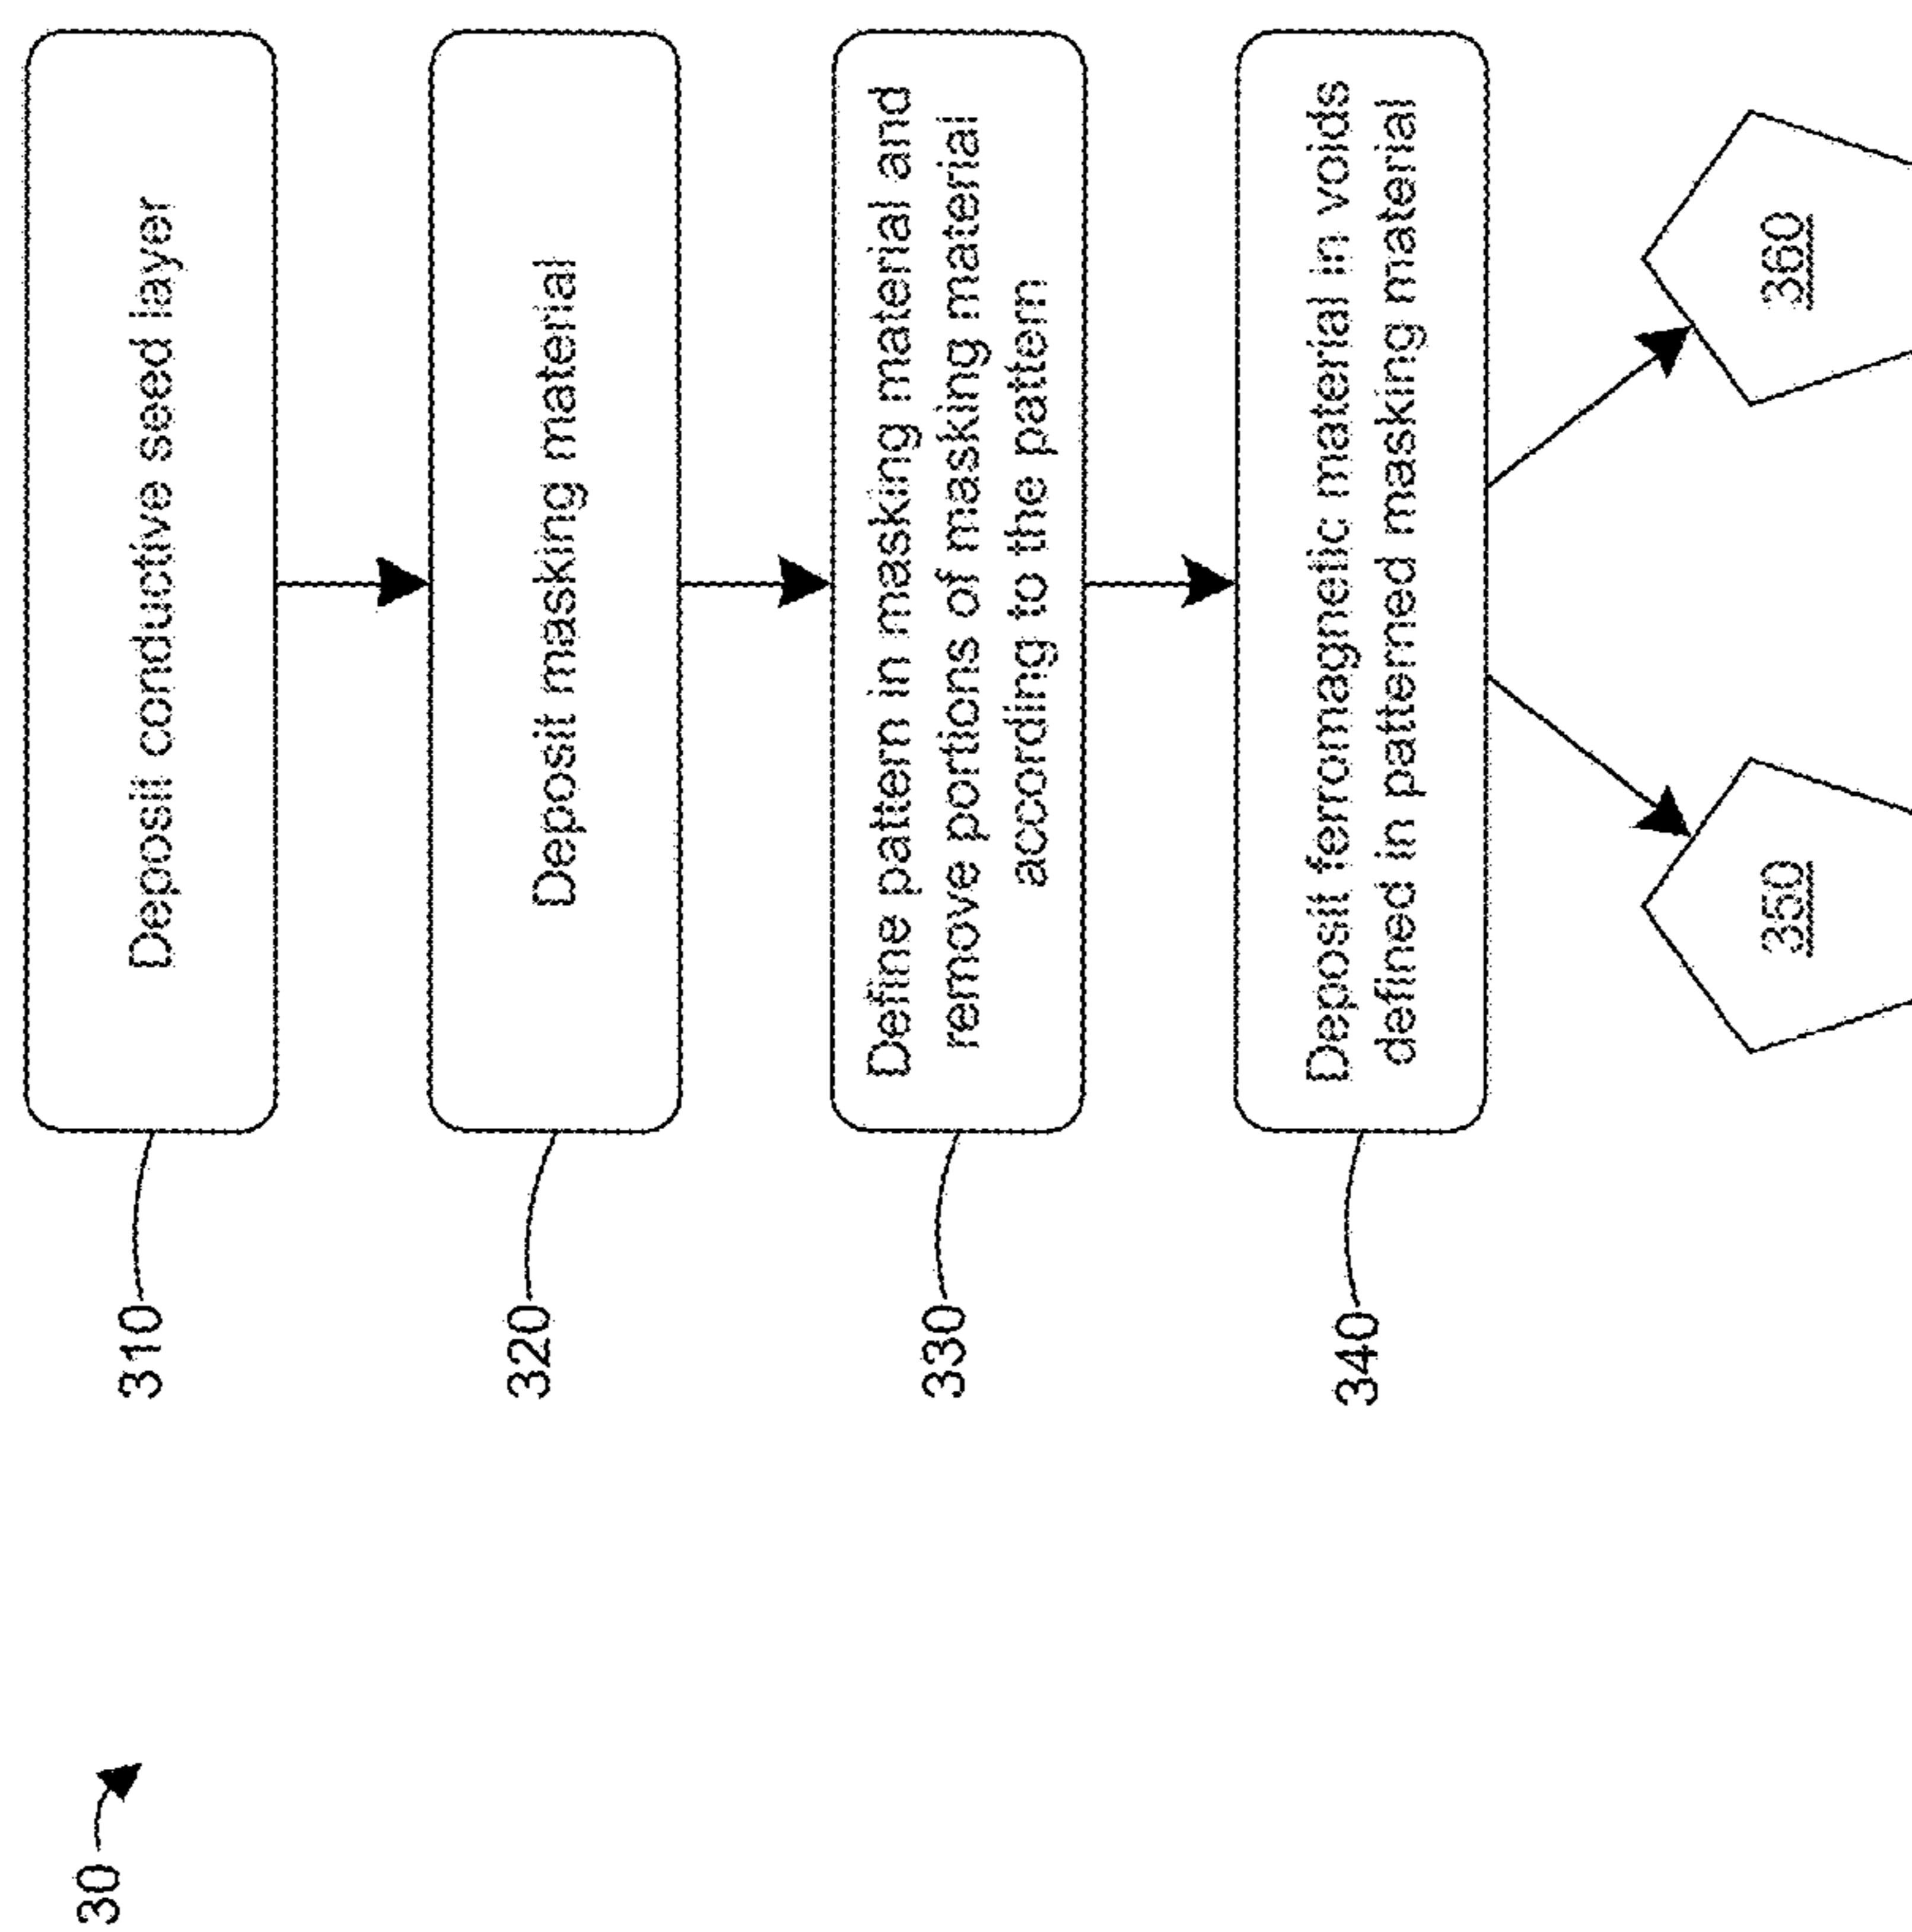 30
310
Deposit conductive seed layer
320
Deposit masking material
330
Define pattern in masking material and
remove portions of masking material
according to the pattern
340
Deposit ferromagnetic material in voids
defined in patterned masking material
350
360